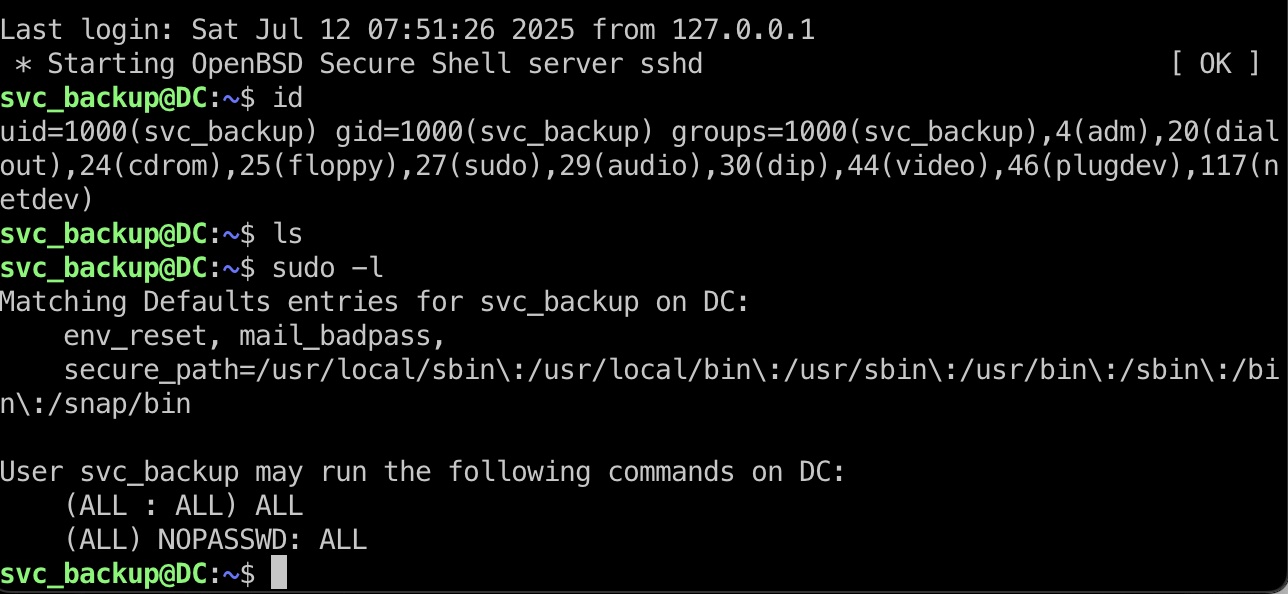 Last login: Sat Jul 12 07:51:26 2025 from 127.0.0.1
 * Starting OpenBSD Secure Shell server sshd [ OK ]
svc_backup@DC:~$ id
uid=1000(svc_backup) gid=1000(svc_backup) groups=1000(svc_backup),4(adm),20(dial
out),24(cdrom),25(floppy),27(sudo),29(audio),30(dip),44(video),46(plugdev),117(n
etdev)
svc_backup@DC:~$ ls
svc_backup@DC:~$ sudo -l
Matching Defaults entries for svc_backup on DC:
    env_reset, mail_badpass,
    secure_path=/usr/local/sbin\:/usr/local/bin\:/usr/sbin\:/usr/bin\:/sbin\:/bi
n\:/snap/bin

User svc_backup may run the following commands on DC:
    (ALL : ALL) ALL
    (ALL) NOPASSWD: ALL
svc_backup@DC:~$